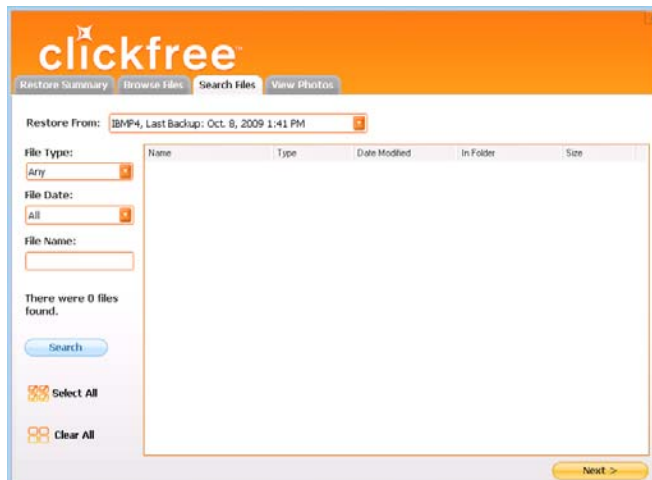 clickfree™
Restore Summary Browse Files Search Files View Photos
Restore From: IBMP4, Last Backup: Oct. 8, 2009 1:41 PM
File Type:
Any
File Date:
All
File Name:
Name Type Date Modified In Folder Size
There were 0 files
found.
Search
Select All
Clear All
Next >